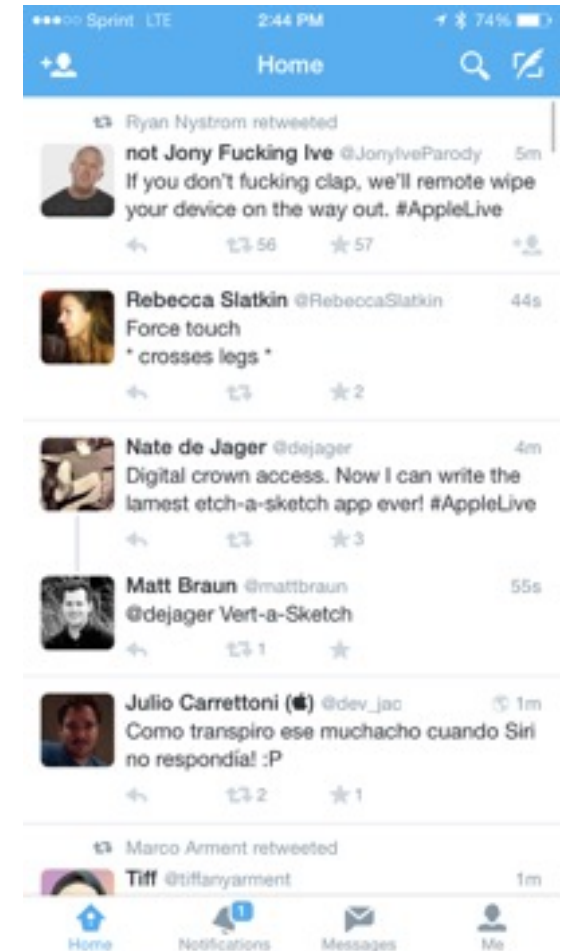 Sprint LTE 2:44 PM 74%
Home
Ryan Nystrom retweeted
not Jony Fucking Ive @JonyIveParody 5m
If you don't fucking clap, we'll remote wipe
your device on the way out. #AppleLive
56 57
Rebecca Slatkin @RebeccaSlatkin 44s
Force touch
* crosses legs *
2
Nate de Jager @dejager 4m
Digital crown access. Now I can write the
lamest etch-a-sketch app ever! #AppleLive
3
Matt Braun @mattbraun 55s
@dejager Vert-a-Sketch
1
Julio Carrettoni () @dev_jac 1m
Como transpiro ese muchacho cuando Siri
no respondía! :P
2 1
Marco Arment retweeted
Tiff @tiffanyarment 1m
1
Home Notifications Messages Me